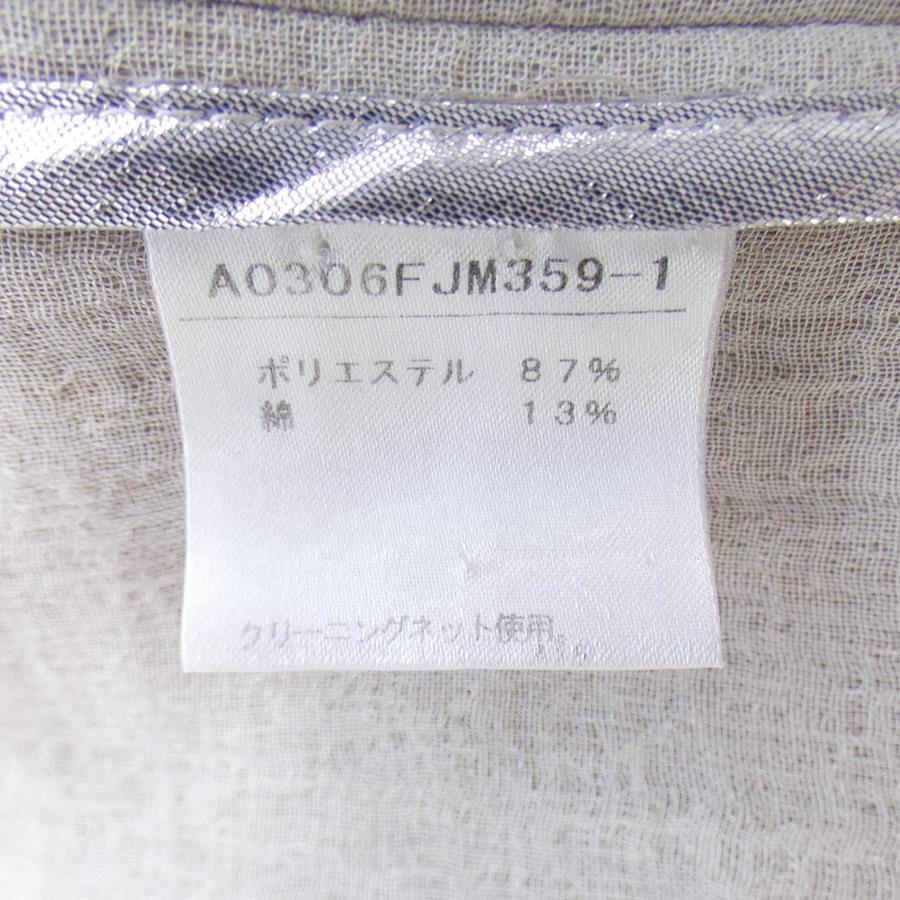 A0306FJM359-1
ポリエステル 87%
綿 13%
クリーニングネット使用。